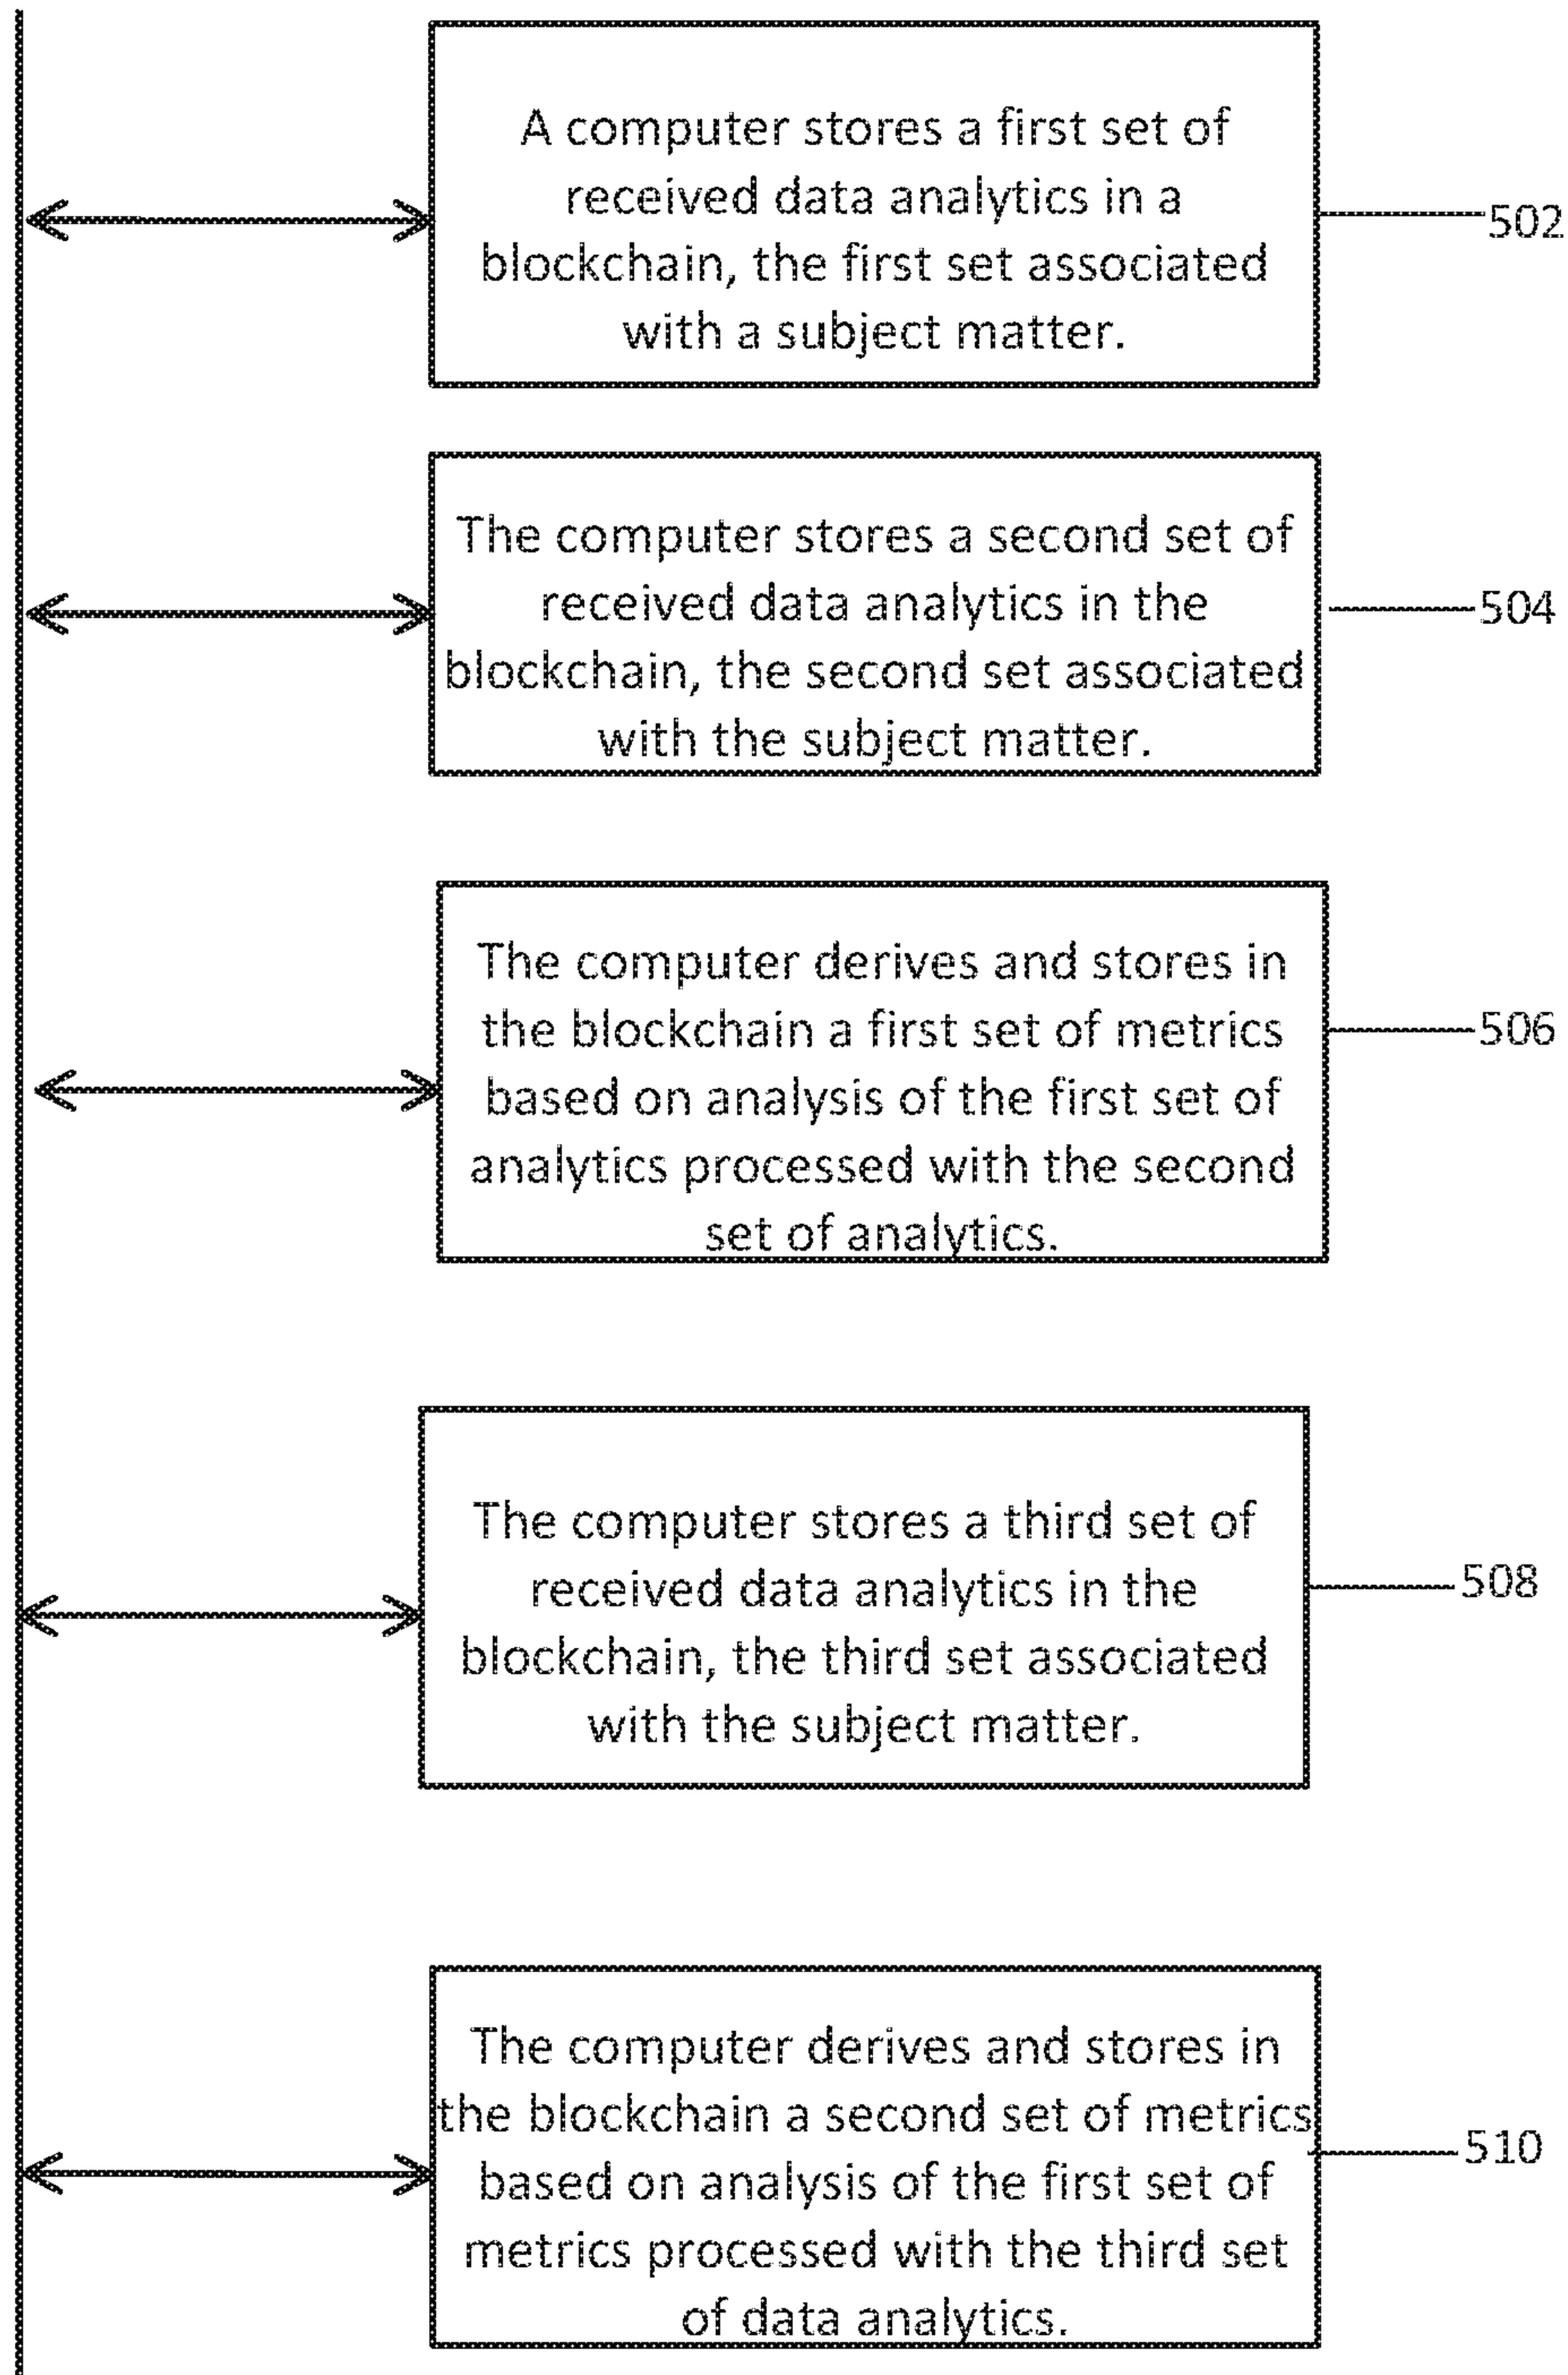 A computer stores a first set of
received data analytics in a
blockchain, the first set associated
with a subject matter.
502
The computer stores a second set of
received data analytics in the
blockchain, the second set associated
with the subject matter.
504
The computer derives and stores in
the blockchain a first set of metrics
based on analysis of the first set of
analytics processed with the second
set of analytics.
506
The computer stores a third set of
received data analytics in the
blockchain, the third set associated
with the subject matter.
508
The computer derives and stores in
the blockchain a second set of metrics
based on analysis of the first set of
metrics processed with the third set
of data analytics.
510